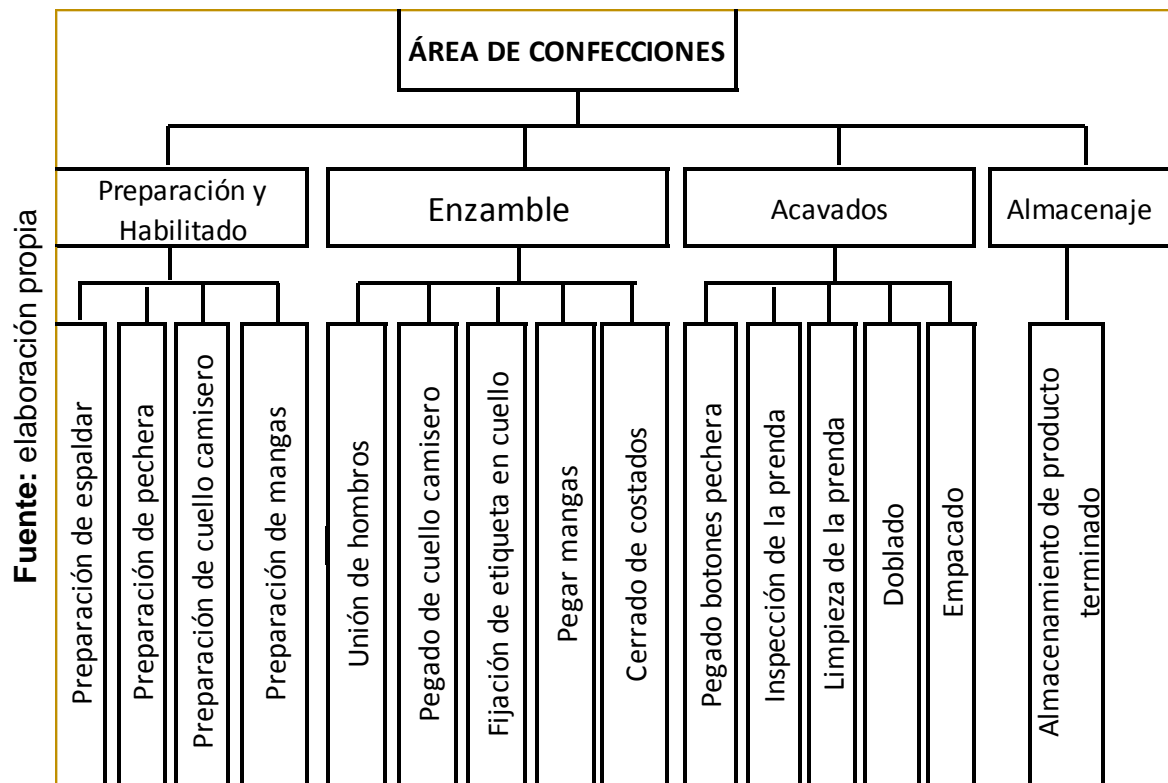 ÁREA DE CONFECCIONES
Preparación y
Habilitado
Enzamble
Acavados
Almacenaje
Preparación de espaldar
Preparación de pechera
Preparación de cuello camisero
Preparación de mangas
Unión de hombros
Pegado de cuello camisero
Fijación de etiqueta en cuello
Pegar mangas
Cerrado de costados
Pegado botones pechera
Inspección de la prenda
Limpieza de la prenda
Doblado
Empacado
Almacenamiento de producto
terminado
Fuente: elaboración propia